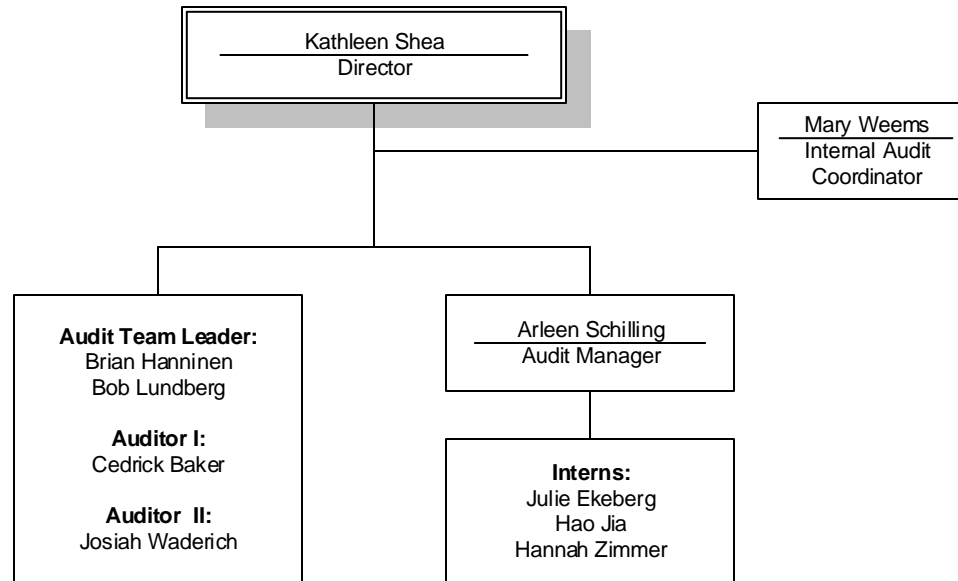 Kathleen Shea
Director
Mary Weems
Internal Audit
Coordinator
Audit Team Leader:
Brian Hanninen
Bob Lundberg
Auditor I:
Cedrick Baker
Auditor II:
Josiah Waderich
Arleen Schilling
Audit Manager
Interns:
Julie Ekeberg
Hao Jia
Hannah Zimmer